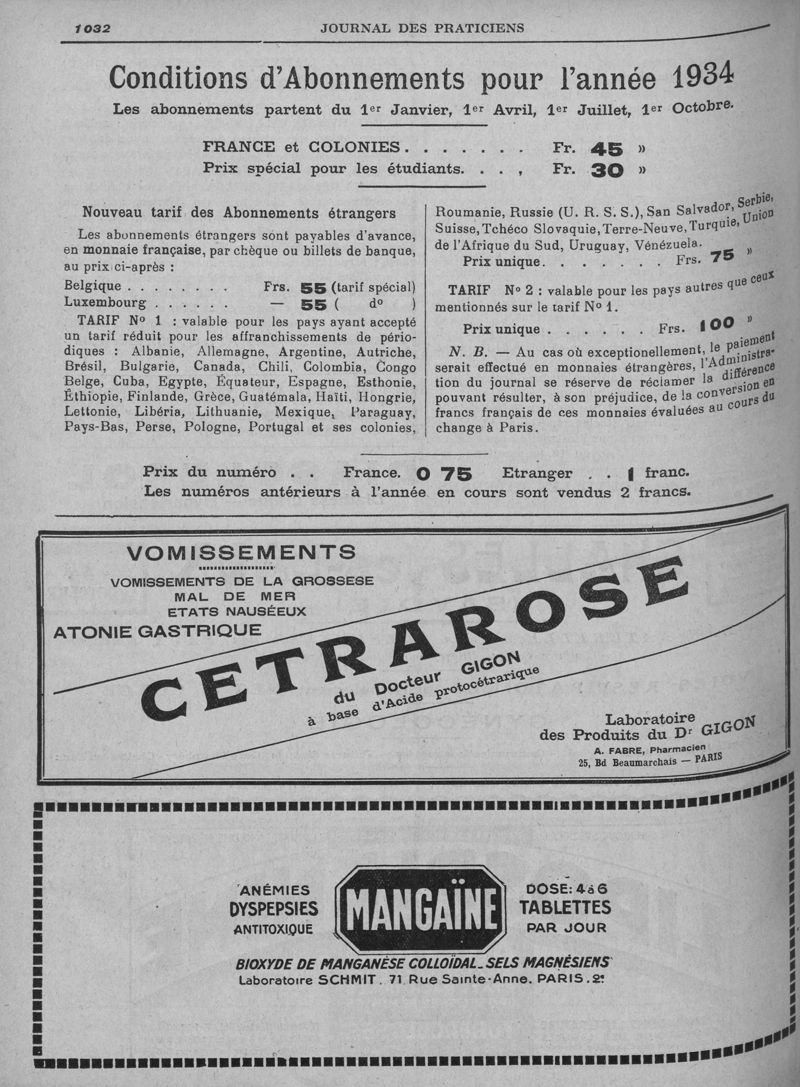 1032
JOURNAL DES PRATICIENS
Conditions d'Abonnements pour l'année 1934
Les abonnements partent du 1er Janvier, 1er Avril, 1er Juillet, 1er Octobre.
FRANCE et COLONIES. . . . . . . Fr. 45 »
Prix spécial pour les étudiants. . . , Fr. 30 »
Nouveau tarif des Abonnements étrangers
Les abonnements étrangers sont payables d'avance,
en monnaie française, par chèque ou billets de banque,
au prix ci-après :
Belgique . . . . . . . . Frs. 55 (tarif spécial)
Luxembourg . . . . . . — 55 ( do )
TARIF No 1 : valable pour les pays ayant accepté
un tarif réduit pour les affranchissements de pério-
diques : Albanie, Allemagne, Argentine, Autriche,
Brésil, Bulgarie, Canada, Chili, Colombia, Congo
Belge, Cuba, Egypte, Équateur, Espagne, Esthonie,
Éthiopie, Finlande, Grèce, Guatémala, Haïti, Hongrie,
Lettonie, Libéria, Lithuanie, Mexique, Paraguay,
Pays-Bas, Perse, Pologne, Portugal et ses colonies,
Roumanie, Russie (U. R. S. S.), San Salvador, Serbie,
Suisse, Tchéco Slovaquie, Terre-Neuve, Turquie, Union
de l'Afrique du Sud, Uruguay, Vénézuela.
Prix unique. . . . . . . Frs. 75 »
TARIF No 2 : valable pour les pays autres que ceux
mentionnés sur le tarif No 1.
Prix unique . . . . . . Frs. 100 »
N. B. — Au cas où exceptionellement, le paiement
serait effectué en monnaies étrangères, l'Administra-
tion du journal se réserve de réclamer la différence
pouvant résulter, à son préjudice, de la conversion en
francs français de ces monnaies évaluées au cours du
change à Paris.
Prix du numéro . . France. 0 75 Etranger . . 1 franc.
Les numéros antérieurs à l'année en cours sont vendus 2 francs.
VOMISSEMENTS
VOMISSEMENTS DE LA GROSSESE
MAL DE MER
ETATS NAUSÉEUX
ATONIE GASTRIQUE
CETRAROSE
du Docteur GIGON
à base d'Acide protocétrarique
Laboratoire
des Produits du Dr GIGON
A. FABRE, Pharmacien
25, Bd Beaumarchais — PARIS
ANÉMIES
DYSPEPSIES
ANTITOXIQUE
MANGAÏNE
DOSE: 4 à 6
TABLETTES
PAR JOUR
BIOXYDE DE MANGANÉSE COLLOÏDAL_ SELS MAGNÉSIENS
Laboratoire SCHMIT. 71 Rue Sainte-Anne. PARIS. 2e